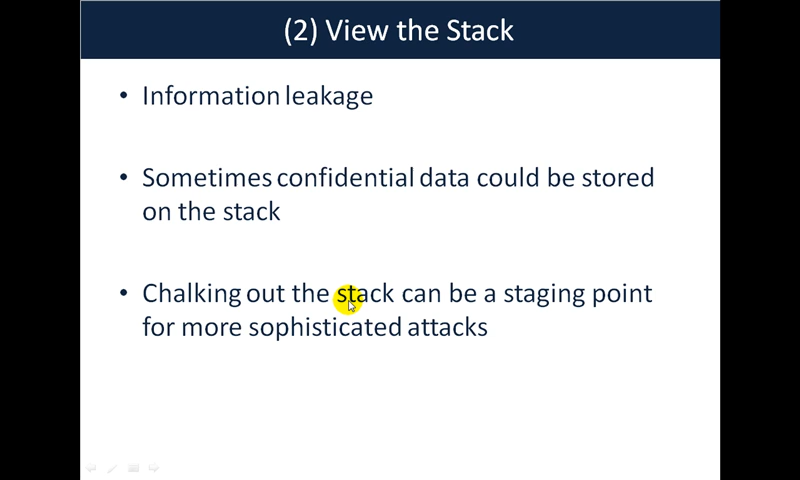 (2) View the Stack
• Information leakage
• Sometimes confidential data could be stored
on the stack
• Chalking out the stack can be a staging point
for more sophisticated attacks